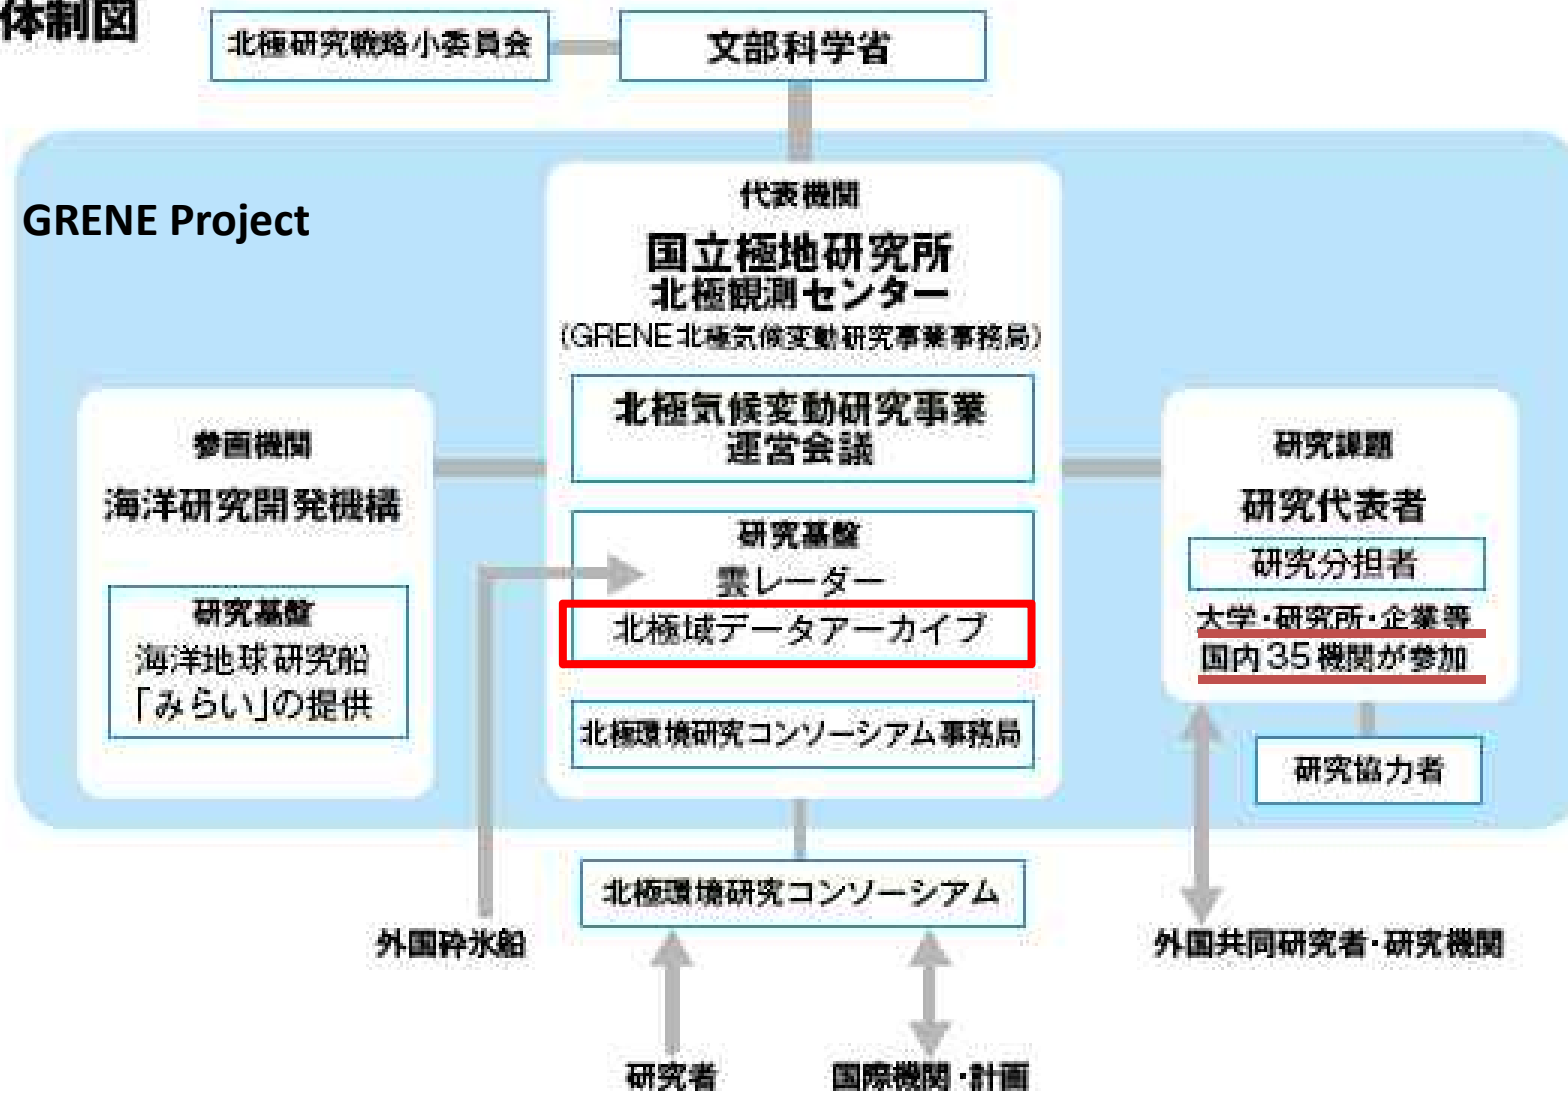 体制図
北極研究戦略小委員会
文部科学省
GRENE Project
代表機関
国立極地研究所
北極観測センター
(GRENE北極気候変動研究事業事務局)
北極気候変動研究事業
運営会議
研究基盤
雲レーダー
北極域データアーカイブ
北極環境研究コンソーシアム事務局
参画機関
海洋研究開発機構
研究基盤
海洋地球研究船
「みらい」の提供
研究課題
研究代表者
研究分担者
大学・研究所・企業等
国内35機関が参加
研究協力者
北極環境研究コンソーシアム
外国砕氷船
外国共同研究者・研究機関
研究者
国際機関・計画